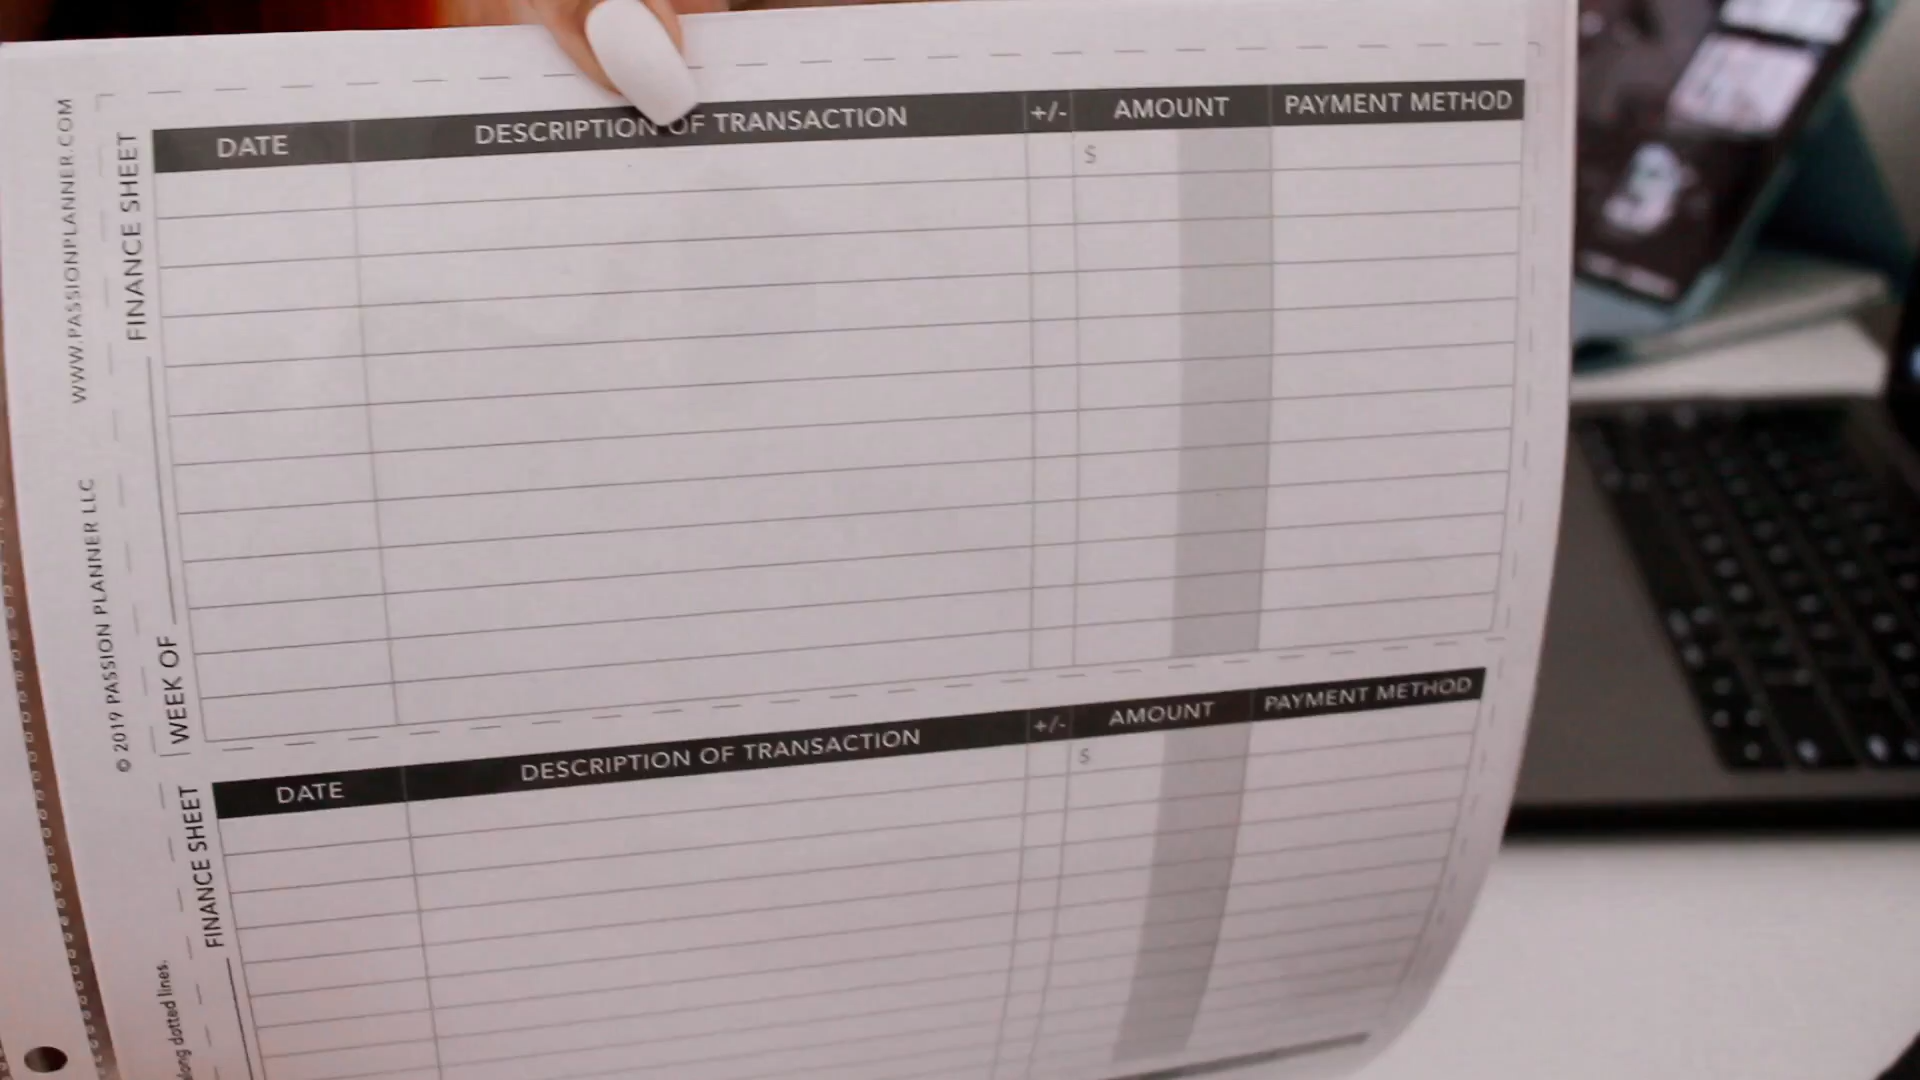 WWW.PASSIONPLANNER.COM
© 2019 PASSION PLANNER LLC
FINANCE SHEET
WEEK OF
DATE DESCRIPTION OF TRANSACTION +/- AMOUNT PAYMENT METHOD
$
FINANCE SHEET
DATE DESCRIPTION OF TRANSACTION +/- AMOUNT PAYMENT METHOD
$
dotted lines.